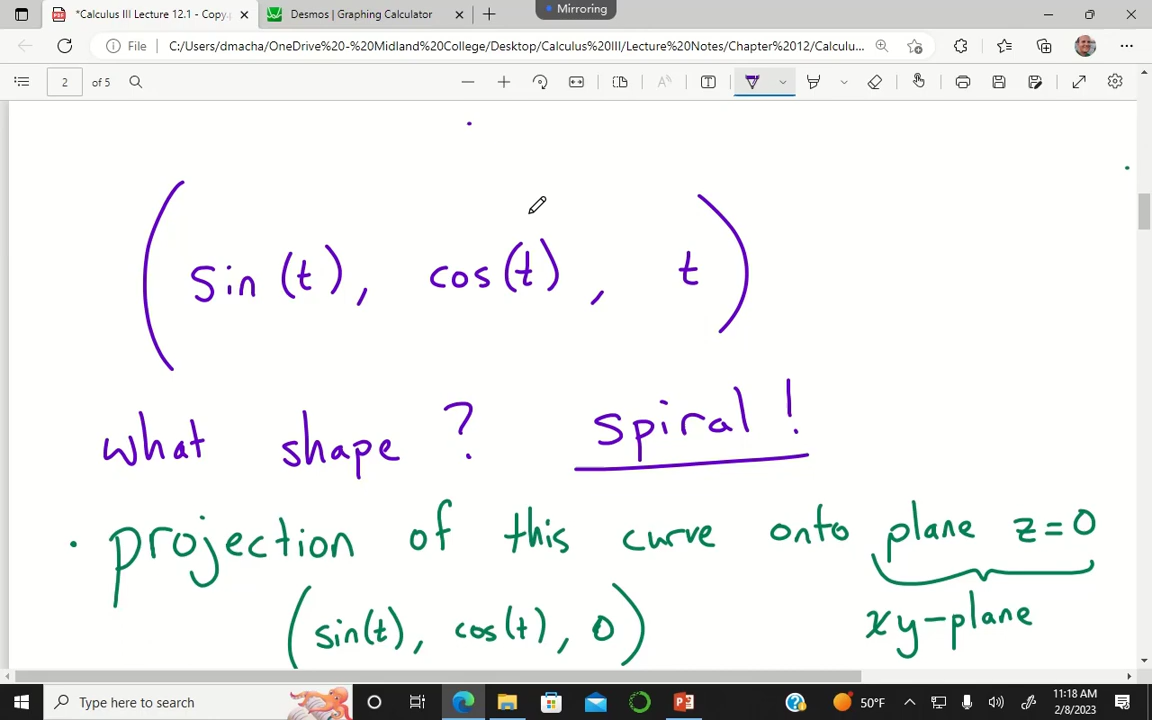 Mirroring
*Calculus III Lecture 12.1 - Copy.
Desmos | Graphing Calculator
File
C:/Users/dmacha/OneDrive%20-%20Midland%20College/Desktop/Calculus%20III/Lecture%20Notes/Chapter%2012/Calculu...
2 of 5
(sin(t), cos(t), t)
what shape? spiral!
• projection of this curve onto plane z=0
(sin(t), cos(t), 0)
xy-plane
Type here to search
50°F
11:18 AM
2/8/2023